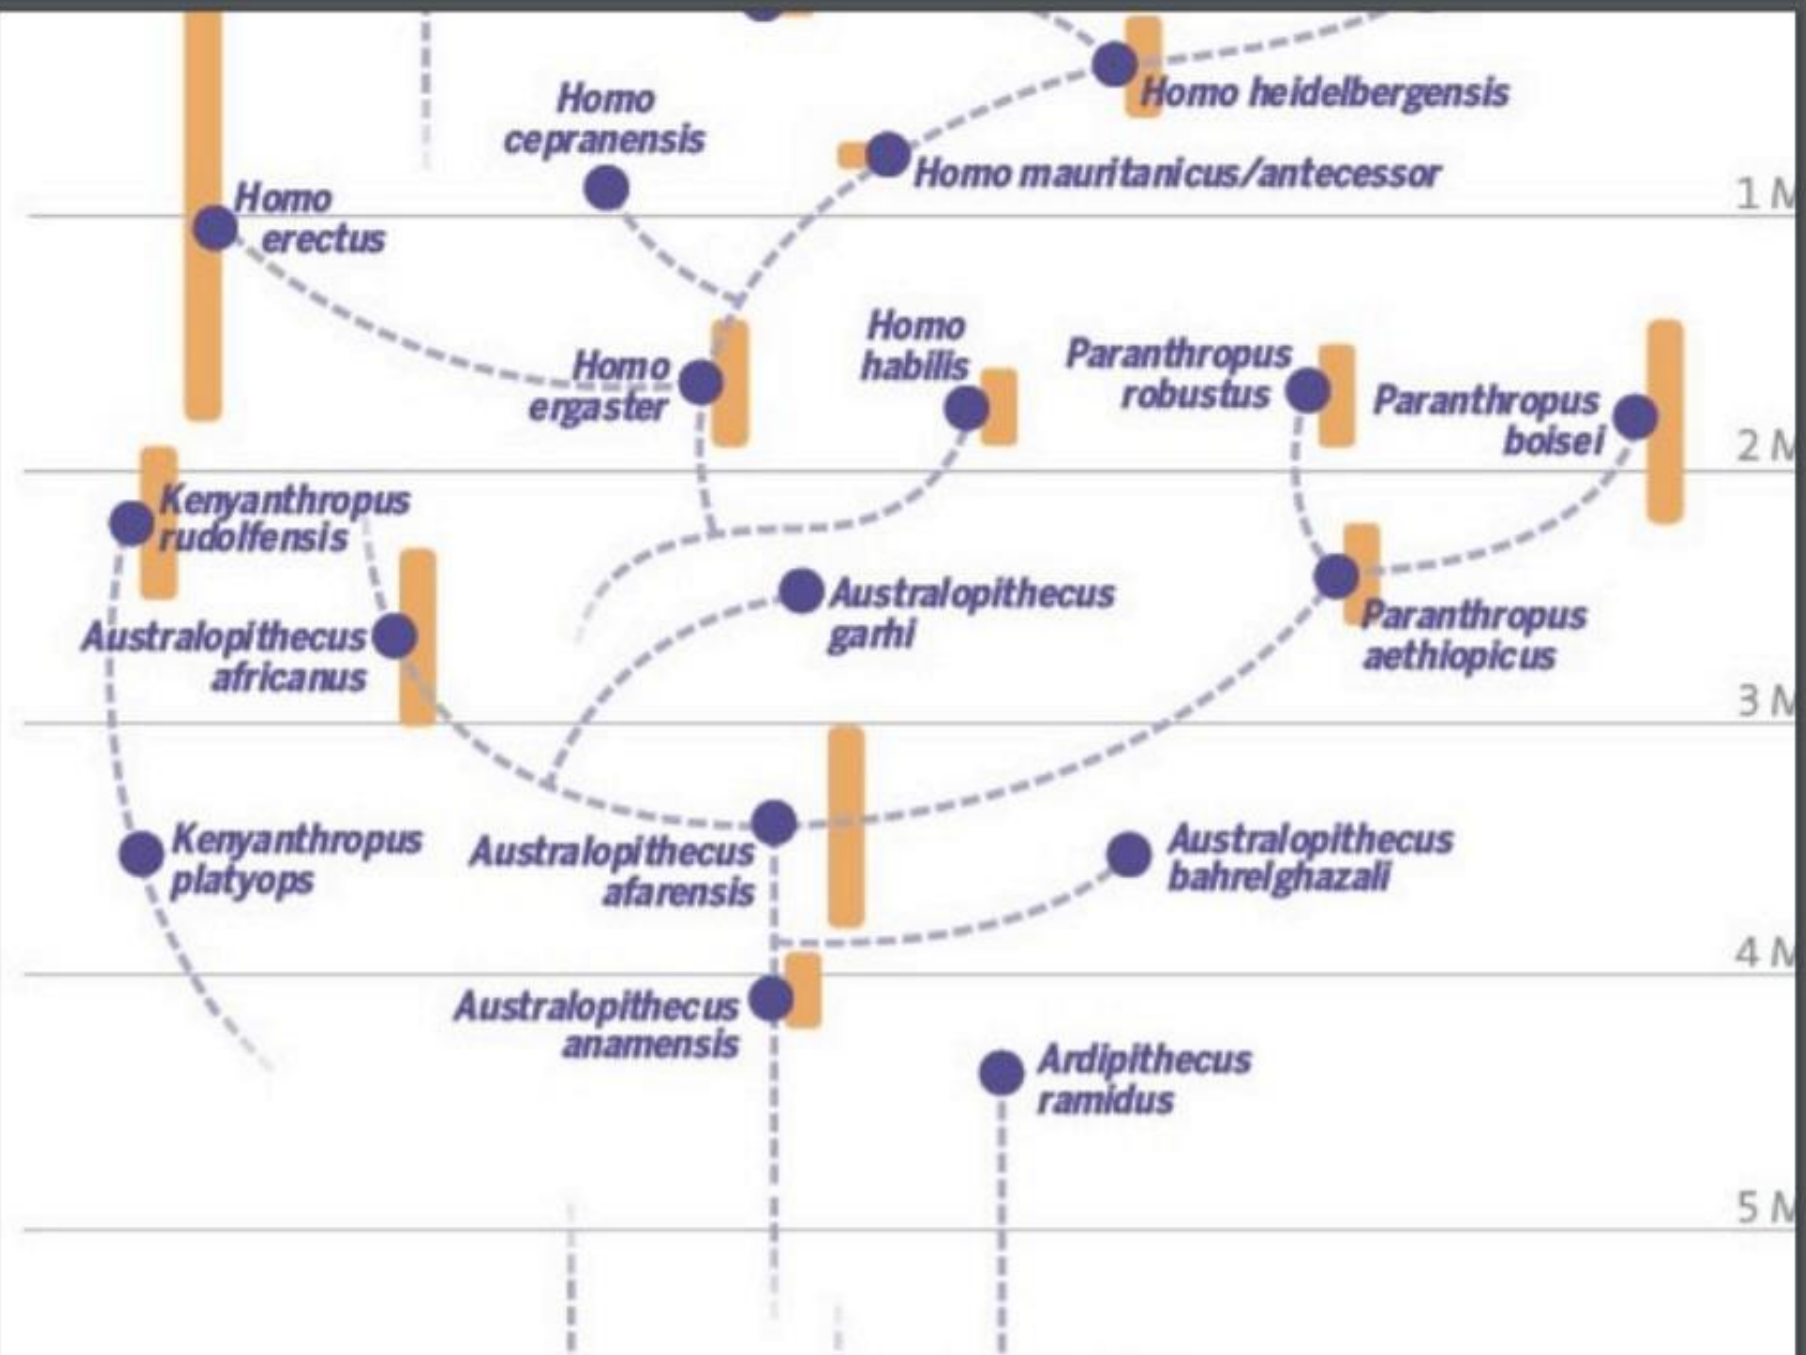 Homo
cepranensis
Homo heidelbergensis
Homo mauritanicus/antecessor
1 M
Homo
erectus
Homo
habilis
Homo
ergaster
Paranthropus
robustus
Paranthropus
boisei
2 M
Kenyanthropus
rudolfensis
Australopithecus
garhi
Paranthropus
aethiopicus
Australopithecus
africanus
3 M
Kenyanthropus
platyops
Australopithecus
afarensis
Australopithecus
bahrelghazali
4 M
Australopithecus
anamensis
Ardipithecus
ramidus
5 M